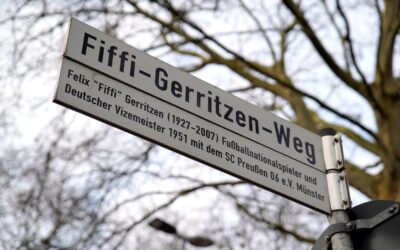 Fiffi-Gerritzen-Weg
Felix "Fiffi" Gerritzen (1927-2007) Fußballnationalspieler und
Deutscher Vizemeister 1951 mit dem SC Preußen 06 e.V. Münster